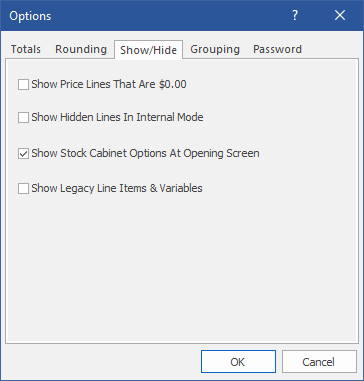 Options ?
Totals Rounding Show/Hide Grouping Password
Show Price Lines That Are $0.00
Show Hidden Lines In Internal Mode
Show Stock Cabinet Options At Opening Screen
Show Legacy Line Items & Variables
OK Cancel